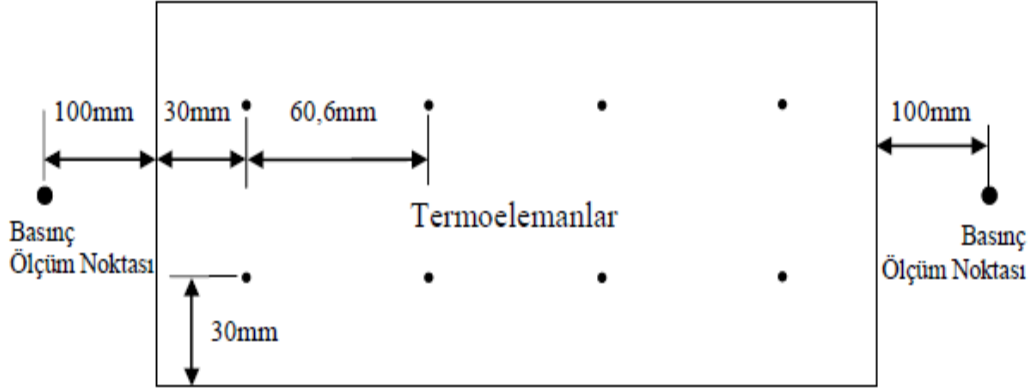 100mm
30mm
60,6mm
100mm
Termoelemanlar
Basınç
Ölçüm Noktası
Basınç
Ölçüm Noktası
30mm